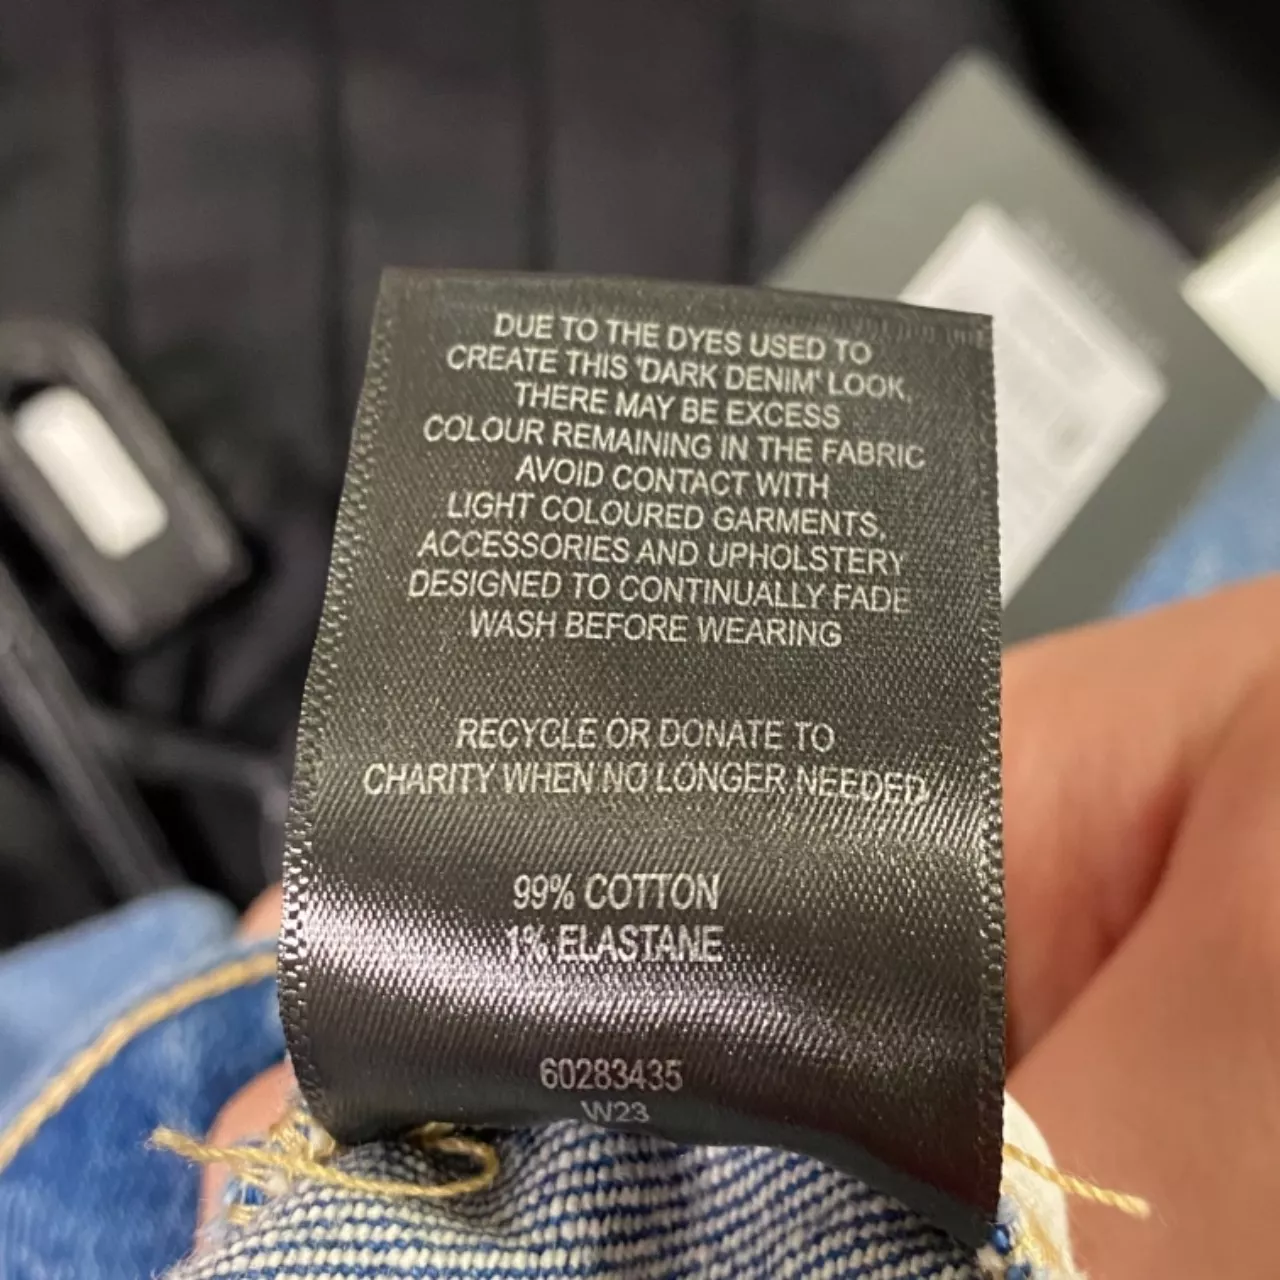 DUE TO THE DYES USED TO
CREATE THIS 'DARK DENIM' LOOK,
THERE MAY BE EXCESS
COLOUR REMAINING IN THE FABRIC
AVOID CONTACT WITH
LIGHT COLOURED GARMENTS,
ACCESSORIES AND UPHOLSTERY
DESIGNED TO CONTINUALLY FADE
WASH BEFORE WEARING
RECYCLE OR DONATE TO
CHARITY WHEN NO LONGER NEEDED
99% COTTON
1% ELASTANE
60283435
W23